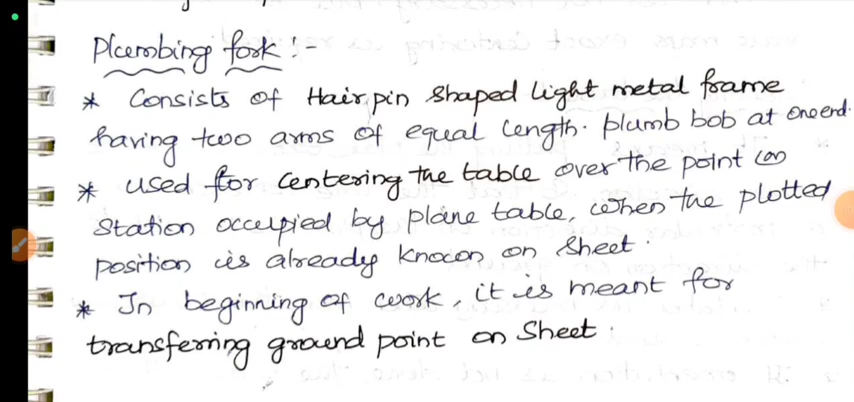 Plumbing fork :-
* Consists of Hair pin shaped light metal frame
having two arms of equal length. plumb bob at one end.
* used for centering the table over the point or
station occupied by plane table, when the plotted
position is already known on sheet.
* In beginning of work, it is meant for
transferring ground point on sheet.